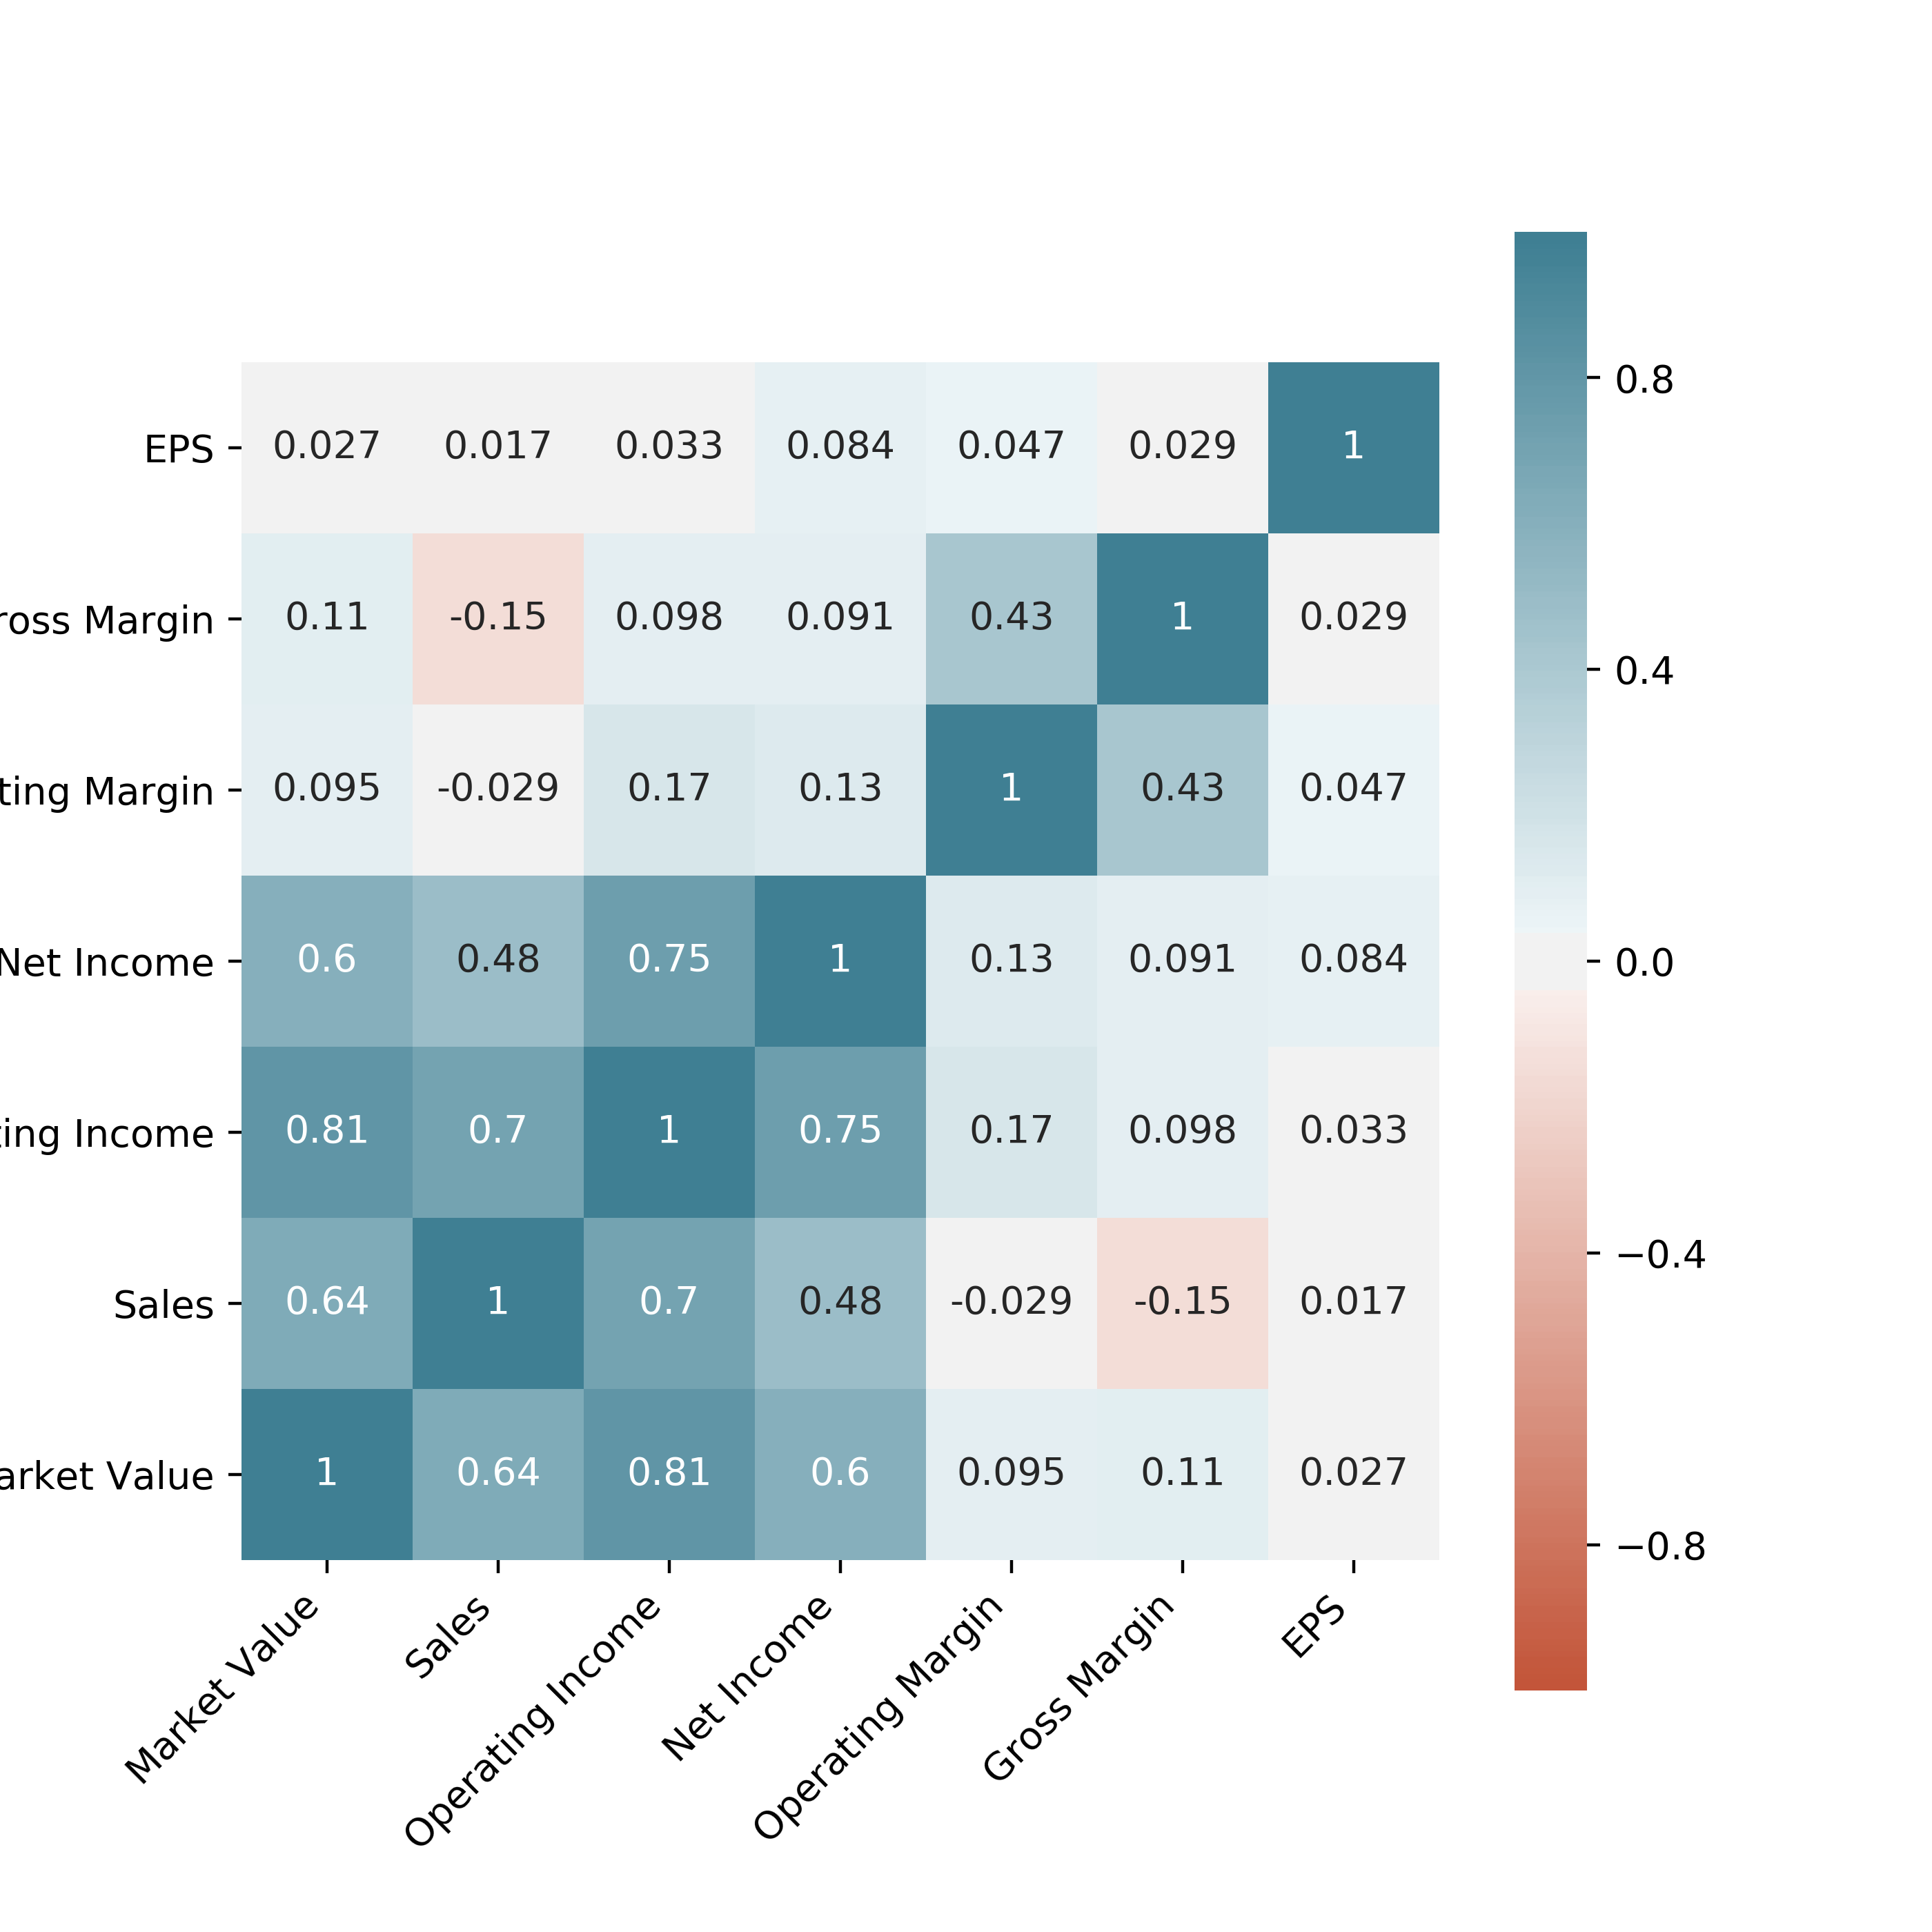 EPS 0.027 0.017 0.033 0.084 0.047 0.029 1
ross Margin 0.11 -0.15 0.098 0.091 0.43 1 0.029
ting Margin 0.095 -0.029 0.17 0.13 1 0.43 0.047
Net Income 0.6 0.48 0.75 1 0.13 0.091 0.084
ting Income 0.81 0.7 1 0.75 0.17 0.098 0.033
Sales 0.64 1 0.7 0.48 -0.029 -0.15 0.017
arket Value 1 0.64 0.81 0.6 0.095 0.11 0.027
Market Value
Sales
Operating Income
Net Income
Operating Margin
Gross Margin
EPS
0.8
0.4
0.0
−0.4
−0.8